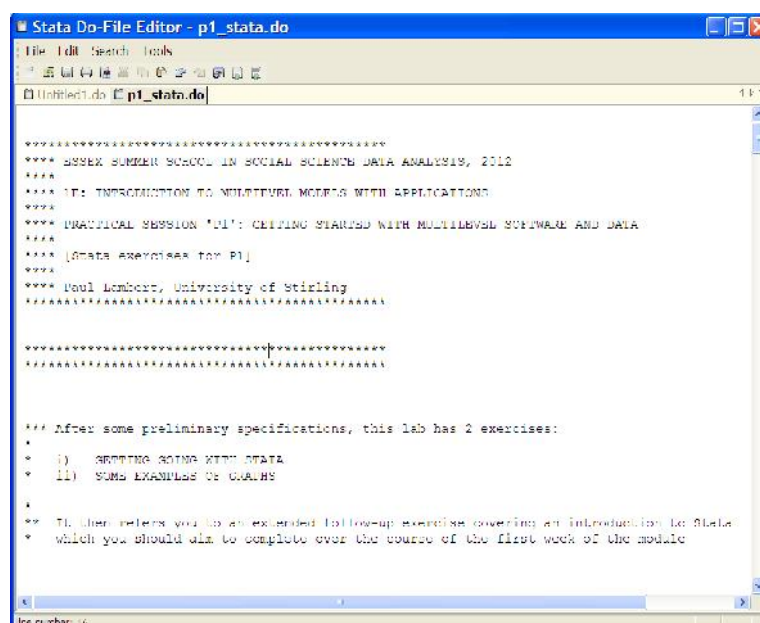 Stata Do-File Editor - p1_stata.do
File Edit Search Tools
Untitled1.do p1_stata.do
***********************************************
**** ESSEX SUMMER SCHOOL IN SOCIAL SCIENCE DATA ANALYSIS, 2012
****
**** 1E: INTRODUCTION TO MULTILEVEL MODELS WITH APPLICATIONS
****
**** PRACTICAL SESSION 'P1': GETTING STARTED WITH MULTILEVEL SOFTWARE AND DATA
****
**** [Stata exercises for P1]
****
**** Paul Lambert, University of Stirling
***********************************************
***********************************************
***********************************************
*** After some preliminary specifications, this lab has 2 exercises:
*
* i) GETTING GOING WITH STATA
* ii) SOME EXAMPLES OF GRAPHS
*
** It then refers you to an extended follow-up exercise covering an introduction to Stata
* which you should aim to complete over the course of the first week of the module
Line number: